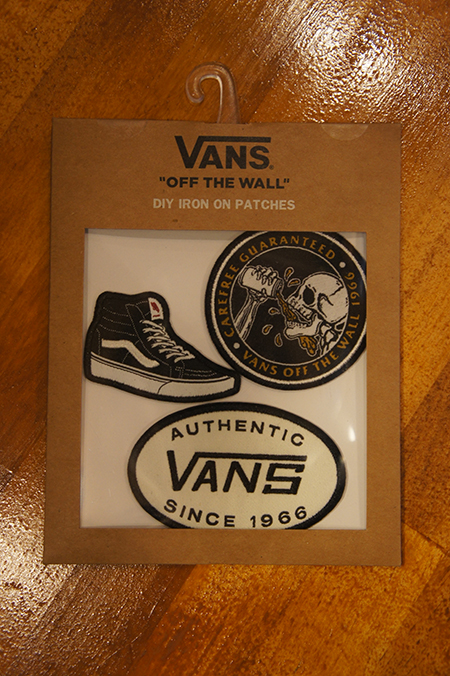 VANS
"OFF THE WALL"
DIY IRON ON PATCHES
CAREFREE GUARANTEED • 1966
• VANS OFF THE WALL •
AUTHENTIC
VANS
SINCE 1966